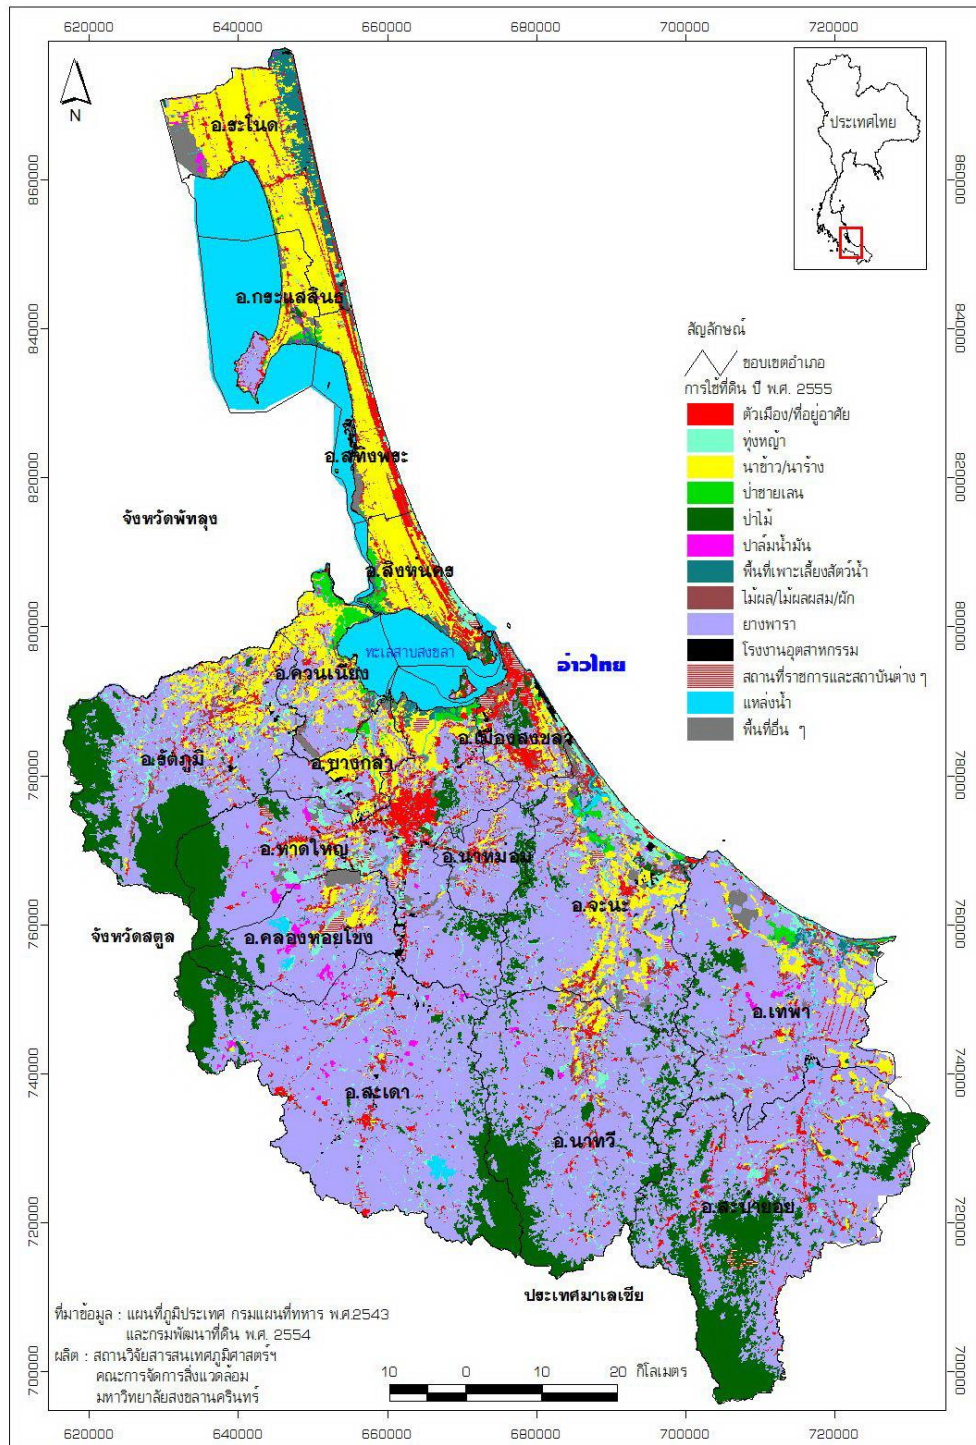 620000 640000 660000 680000 700000 720000
N
ประเทศไทย
อ.ระโนด
860000 860000
อ.กระแสสินธุ์
840000 840000
สัญลักษณ์
ขอบเขตอำเภอ
การใช้ที่ดิน ปี พ.ศ. 2555
ตัวเมือง/ที่อยู่อาศัย
ทุ่งหญ้า
นาข้าว/นาร้าง
ป่าชายเลน
ป่าไม้
ปาล์มน้ำมัน
พื้นที่เพาะเลี้ยงสัตว์น้ำ
ไม้ผล/ไม้ผลผสม/ผัก
ยางพารา
โรงงานอุตสาหกรรม
สถานที่ราชการและสถาบันต่าง ๆ
แหล่งน้ำ
พื้นที่อื่น ๆ
อ.สทิงพระ
820000 820000
จังหวัดพัทลุง
อ.สิงหนคร
800000 800000
ทะเลสาบสงขลา
อ่าวไทย
อ.ควนเนียง
อ.เมืองสงขลา
อ.รัตภูมิ
อ.บางกล่ำ
780000 780000
อ.หาดใหญ่
อ.นาหม่อม
อ.จะนะ
760000 760000
จังหวัดสตูล
อ.คลองหอยโข่ง
อ.เทพา
740000 740000
อ.สะเดา
อ.นาทวี
อ.สะบ้าย้อย
720000 720000
ประเทศมาเลเซีย
ที่มาข้อมูล : แผนที่ภูมิประเทศ กรมแผนที่ทหาร พ.ศ.2543
และกรมพัฒนาที่ดิน พ.ศ. 2554
ผลิต : สถานวิจัยสารสนเทศภูมิศาสตร์ฯ
คณะการจัดการสิ่งแวดล้อม
มหาวิทยาลัยสงขลานครินทร์
10 0 10 20 กิโลเมตร
700000 700000
620000 640000 660000 680000 700000 720000